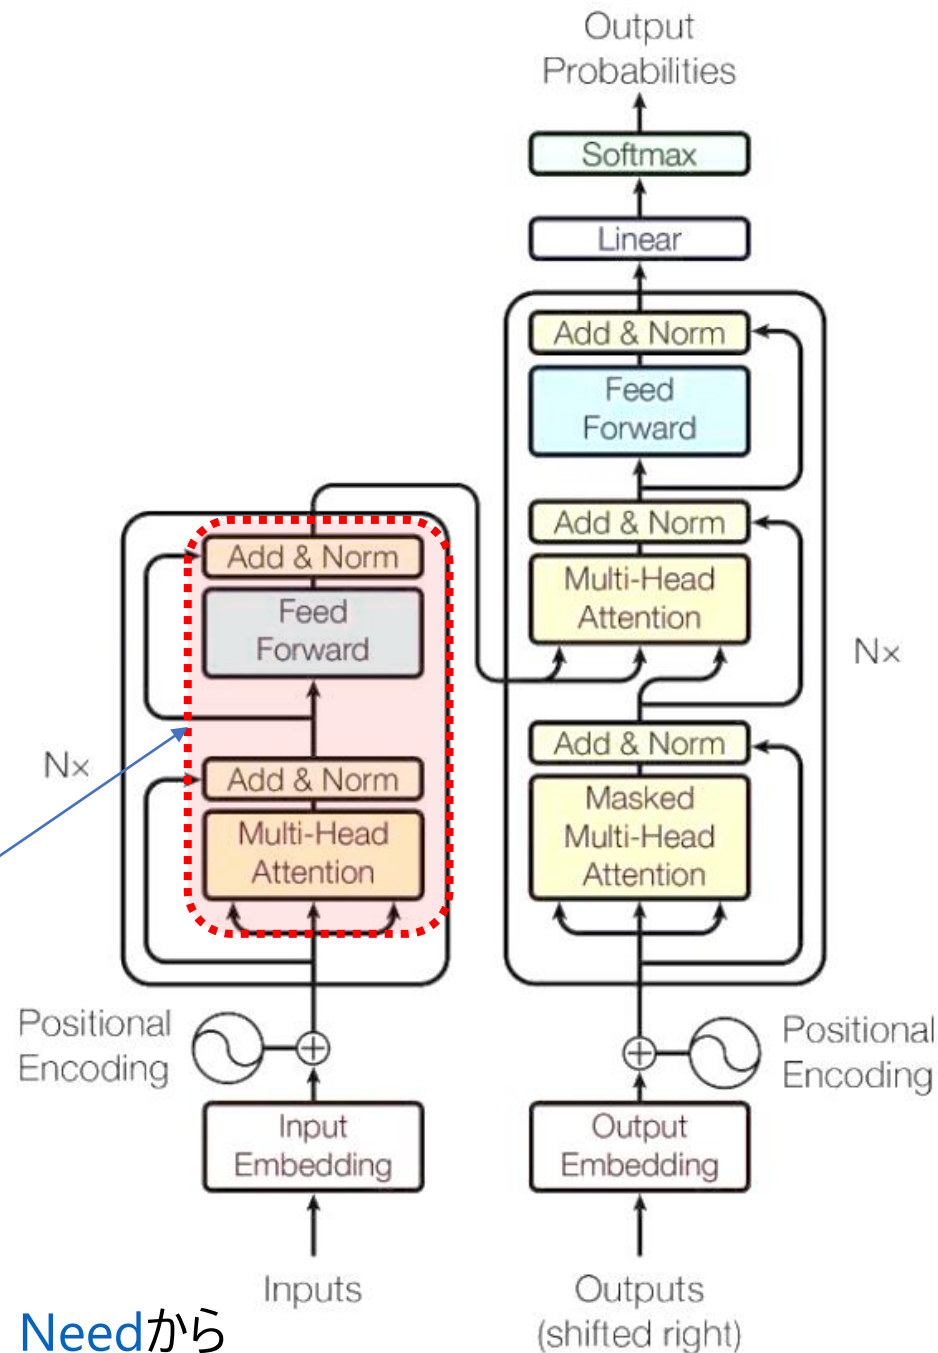 Output
Probabilities
Softmax
Linear
Add & Norm
Feed
Forward
Add & Norm
Multi-Head
Attention
Nx
Add & Norm
Masked
Multi-Head
Attention
Add & Norm
Feed
Forward
Nx
Add & Norm
Multi-Head
Attention
Positional
Encoding
Positional
Encoding
Input
Embedding
Output
Embedding
Inputs
Outputs
(shifted right)
Needから